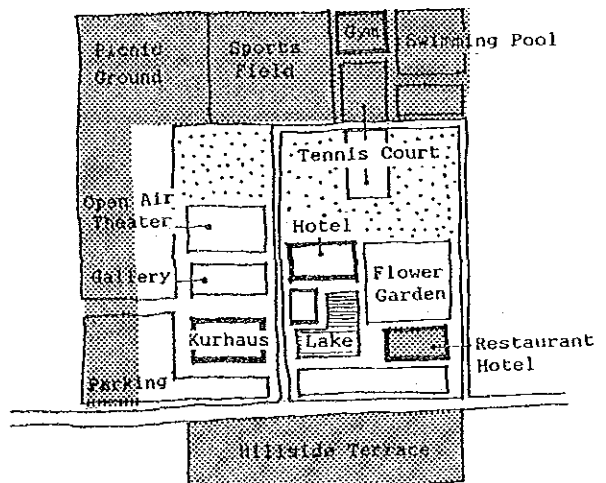 Picnic
Ground
Sports
Field
Gym
Swimming Pool
Tennis Court
Open Air
Theater
Hotel
Gallery
Flower
Garden
Kurhaus
Lake
Restaurant
Hotel
Parking
Hillside Terrace